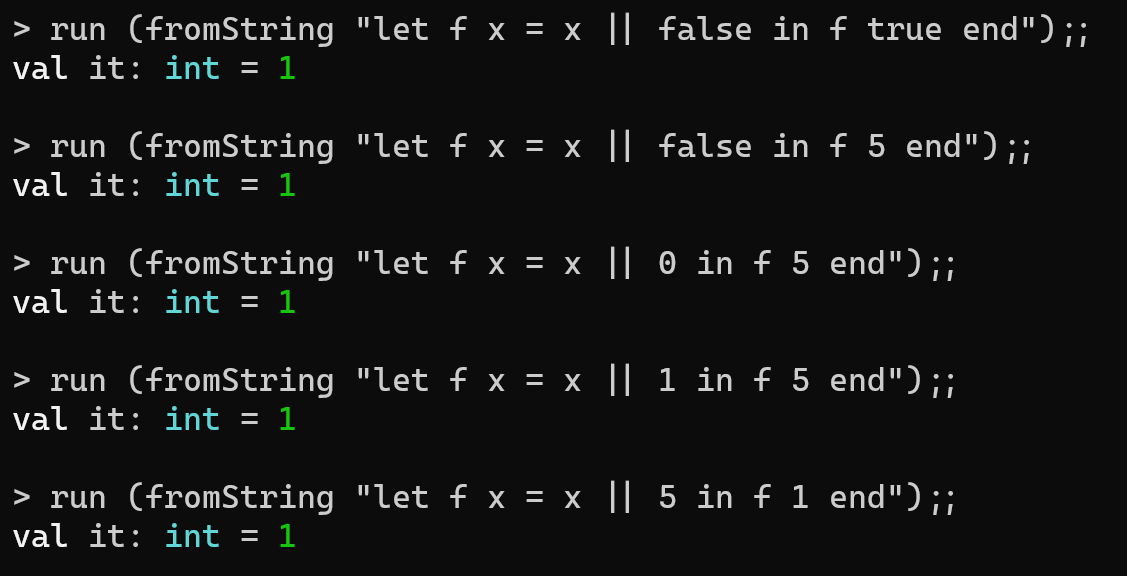 > run (fromString "let f x = x || false in f true end");;
val it: int = 1
> run (fromString "let f x = x || false in f 5 end");;
val it: int = 1
> run (fromString "let f x = x || 0 in f 5 end");;
val it: int = 1
> run (fromString "let f x = x || 1 in f 5 end");;
val it: int = 1
> run (fromString "let f x = x || 5 in f 1 end");;
val it: int = 1